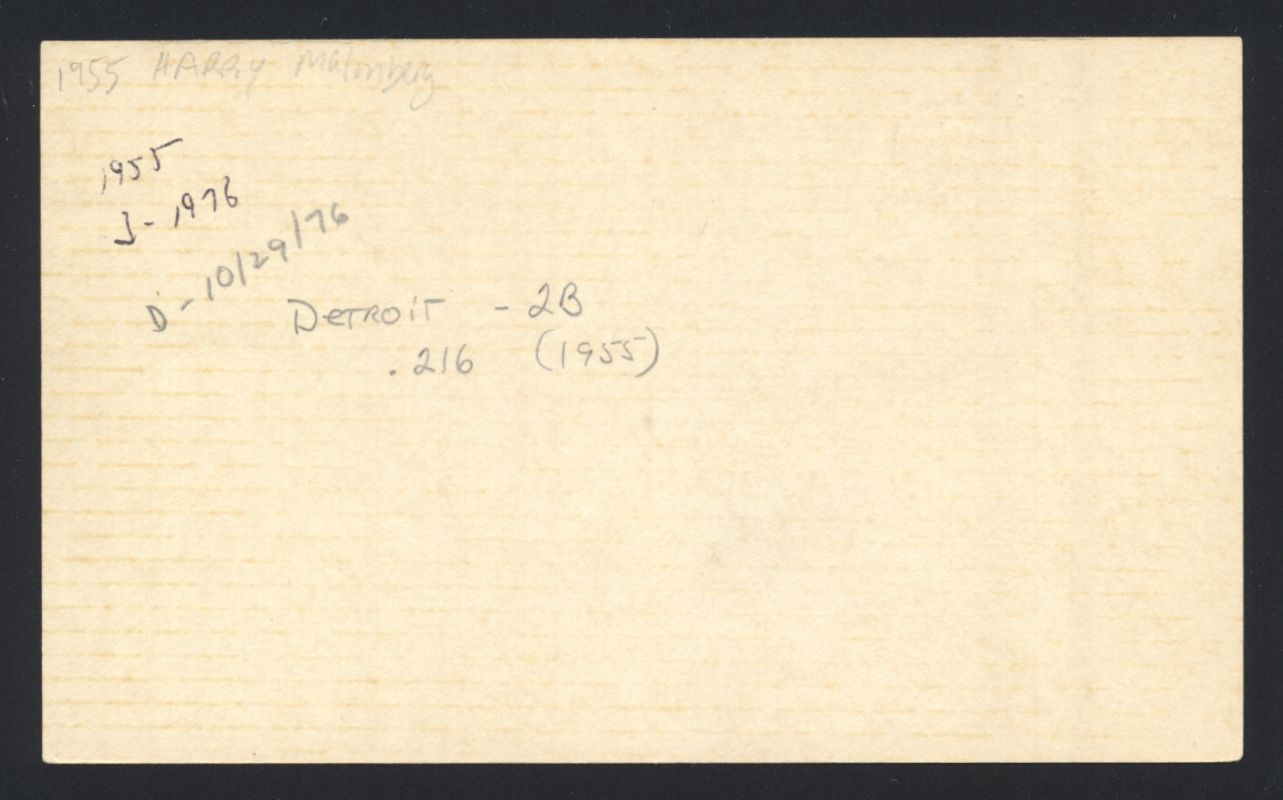 1955 HARRY Malmberg
1955
J- 1976
D - 10/29/76
DETROIT - 2B
.216 (1955)